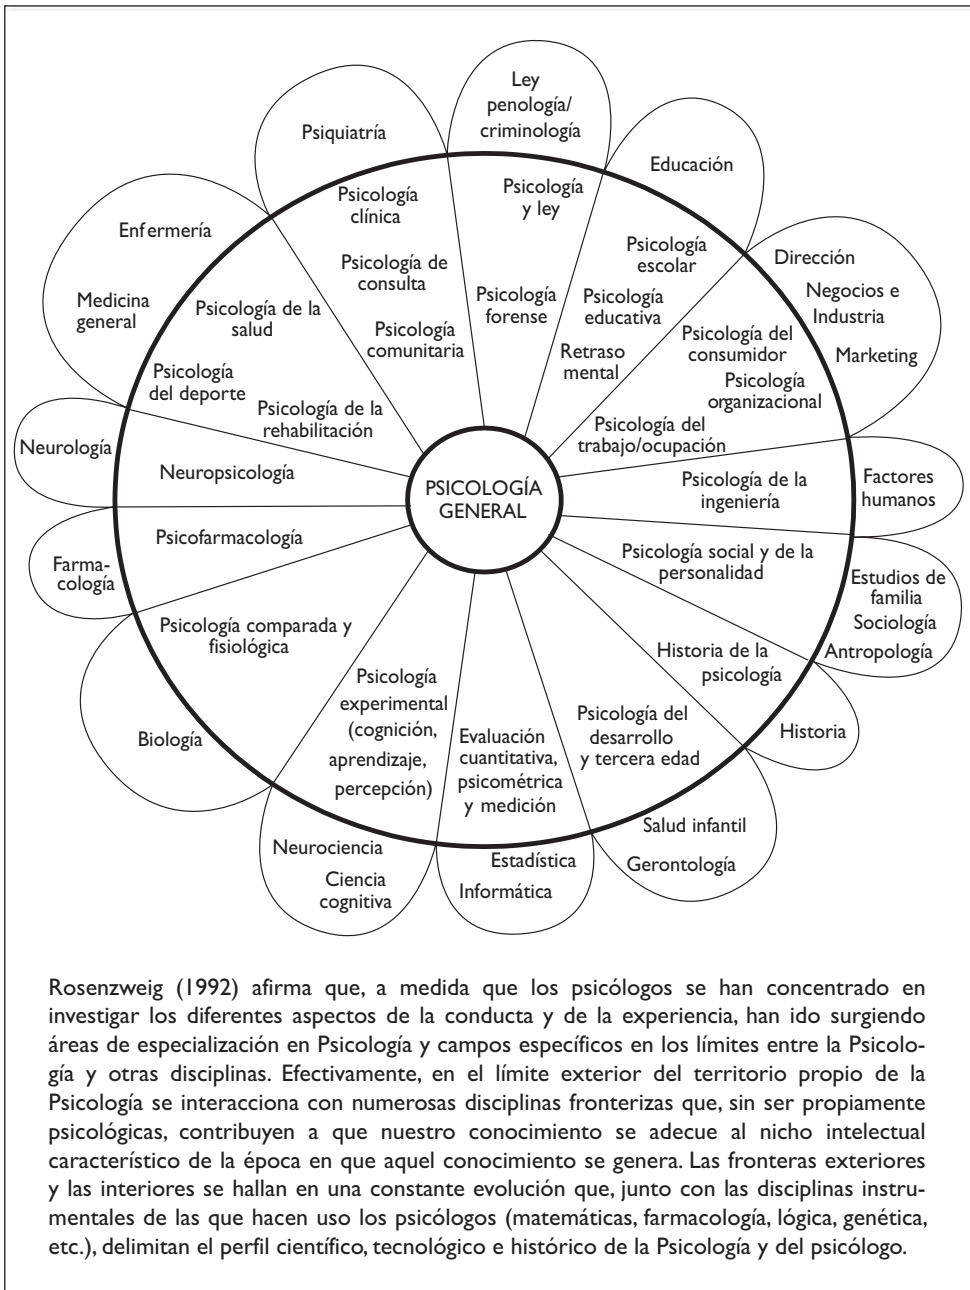 Ley
penología/
criminología
Psiquiatría
Educación
Psicología
y ley
Psicología
clínica
Enfermería
Psicología
escolar
Dirección
Psicología de
consulta
Negocios e
Industria
Medicina
general
Psicología de la
salud
Psicología
forense
Psicología
educativa
Psicología
comunitaria
Psicología del
consumidor
Marketing
Retraso
mental
Psicología
del deporte
Psicología
organizacional
Psicología de la
rehabilitación
Psicología del
trabajo/ocupación
Neurología
Neuropsicología
PSICOLOGÍA
GENERAL
Psicología de la
ingeniería
Factores
humanos
Psicofarmacología
Farma-
cología
Psicología social y de la
personalidad
Estudios de
familia
Sociología
Antropología
Psicología comparada y
fisiológica
Historia de la
psicología
Psicología
experimental
(cognición,
aprendizaje,
percepción)
Evaluación
cuantitativa,
psicométrica
y medición
Psicología del
desarrollo
y tercera edad
Historia
Biología
Salud infantil
Gerontología
Neurociencia
Ciencia
cognitiva
Estadística
Informática
Rosenzweig (1992) afirma que, a medida que los psicólogos se han concentrado en
investigar los diferentes aspectos de la conducta y de la experiencia, han ido surgiendo
áreas de especialización en Psicología y campos específicos en los límites entre la Psicolo-
gía y otras disciplinas. Efectivamente, en el límite exterior del territorio propio de la
Psicología se interacciona con numerosas disciplinas fronterizas que, sin ser propiamente
psicológicas, contribuyen a que nuestro conocimiento se adecue al nicho intelectual
característico de la época en que aquel conocimiento se genera. Las fronteras exteriores
y las interiores se hallan en una constante evolución que, junto con las disciplinas instru-
mentales de las que hacen uso los psicólogos (matemáticas, farmacología, lógica, genética,
etc.), delimitan el perfil científico, tecnológico e histórico de la Psicología y del psicólogo.